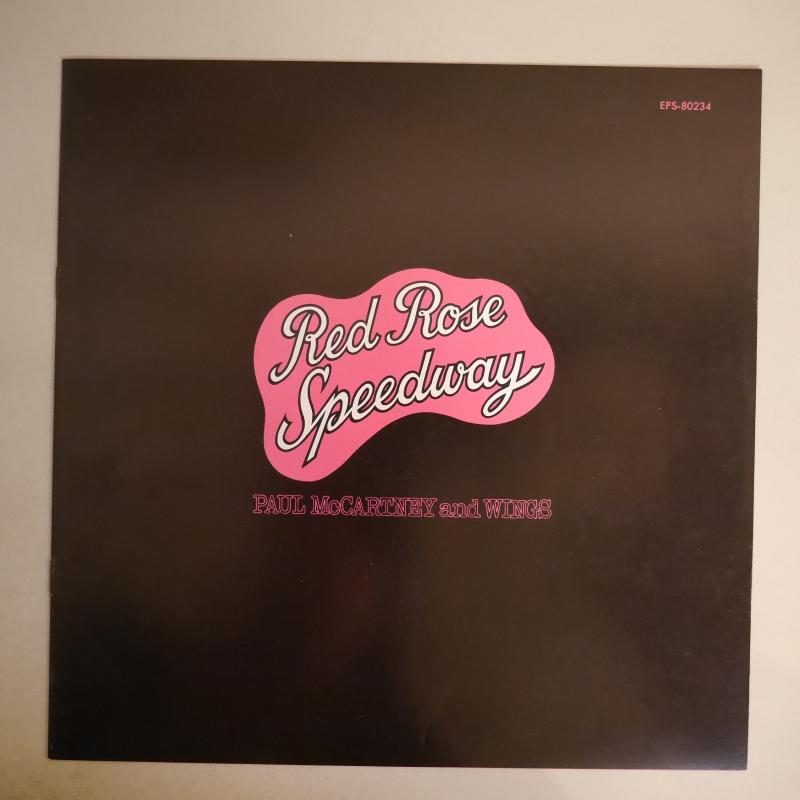 EPS-80234
Red Rose
Speedway
PAUL McCARTNEY and WINGS